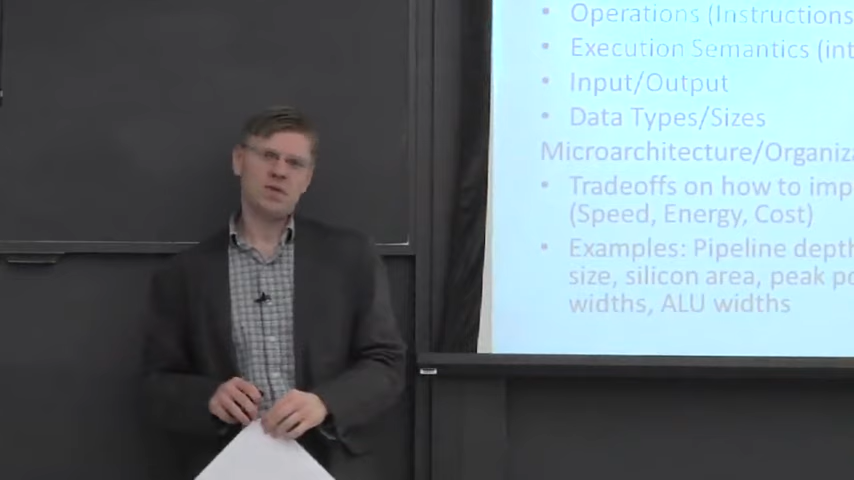 • Operations (Instructions
• Execution Semantics (int
• Input/Output
• Data Types/Sizes
Microarchitecture/Organiz
• Tradeoffs on how to imp
(Speed, Energy, Cost)
• Examples: Pipeline depth
size, silicon area, peak po
widths, ALU widths)